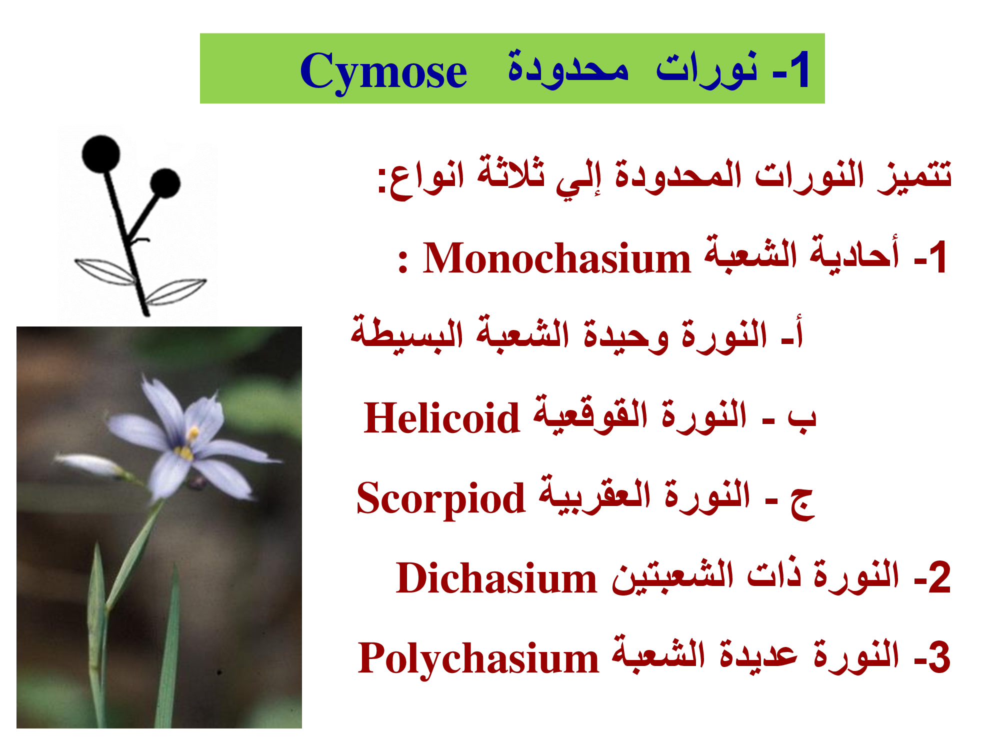 1- نورات محدودة Cymose
تتميز النورات المحدودة إلي ثلاثة انواع:
1- أحادية الشعبة Monochasium :
أ- النورة وحيدة الشعبة البسيطة
ب - النورة القوقعية Helicoid
ج - النورة العقربية Scorpiod
2- النورة ذات الشعبتين Dichasium
3- النورة عديدة الشعبة Polychasium